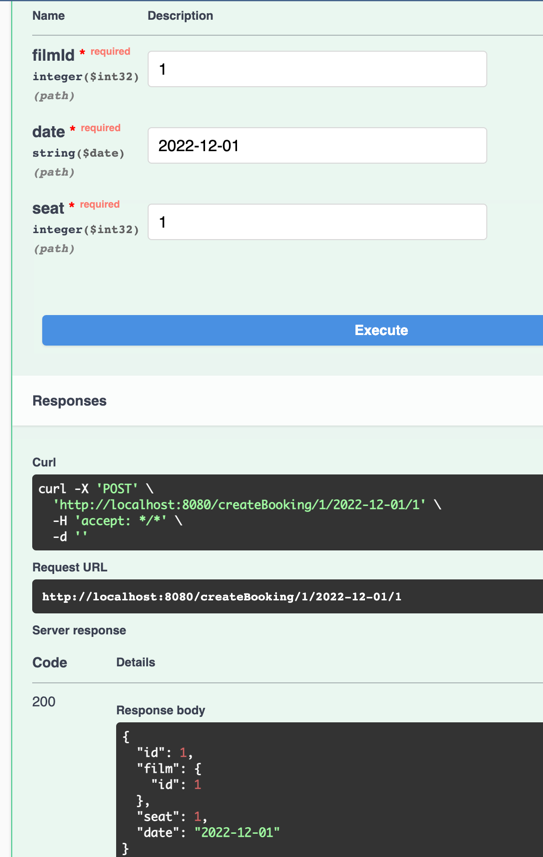 Name Description
filmId * required
integer($int32)
(path)
1
date * required
string($date)
(path)
2022-12-01
seat * required
integer($int32)
(path)
1
Execute
Responses
Curl
curl -X 'POST' \
'http://localhost:8080/createBooking/1/2022-12-01/1' \
-H 'accept: */*' \
-d ''
Request URL
http://localhost:8080/createBooking/1/2022-12-01/1
Server response
Code Details
200
Response body
{
"id": 1,
"film": {
"id": 1
},
"seat": 1,
"date": "2022-12-01"
}